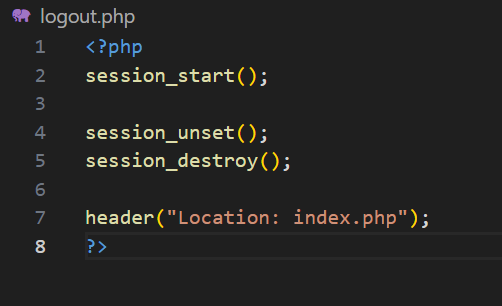 logout.php
1 <?php
2 session_start();
3
4 session_unset();
5 session_destroy();
6
7 header("Location: index.php");
8 ?>